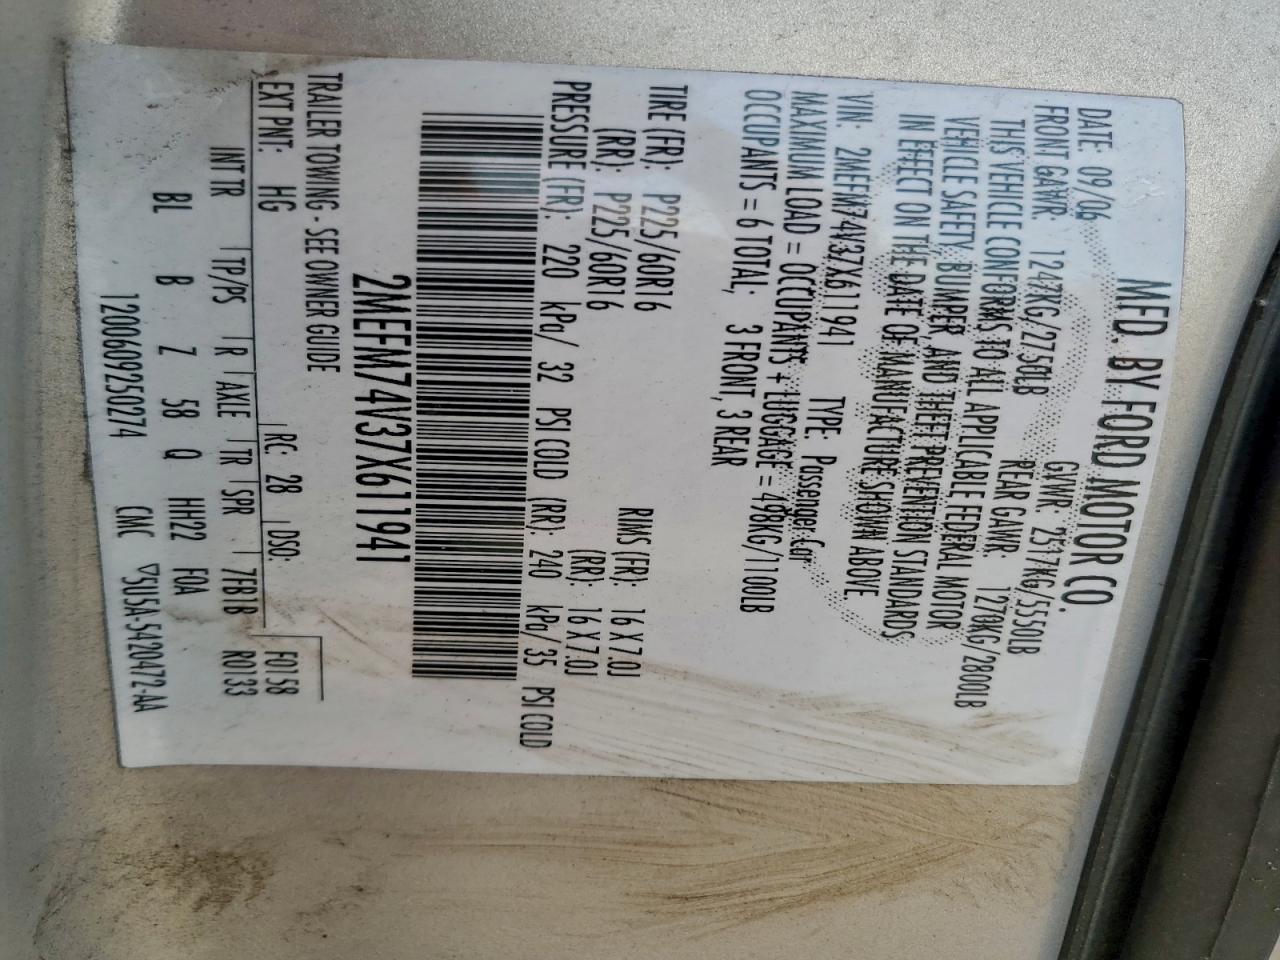 MFD. BY FORD MOTOR CO.
DATE: 09/06 GVWR: 2517KG/5550LB
FRONT GAWR: 1247KG/2750LB REAR GAWR: 1270KG/2800LB
THIS VEHICLE CONFORMS TO ALL APPLICABLE FEDERAL MOTOR
VEHICLE SAFETY, BUMPER, AND THEFT PREVENTION STANDARDS
IN EFFECT ON THE DATE OF MANUFACTURE SHOWN ABOVE
VIN: 2MEFM74V37X611941 TYPE: Passenger Car
MAXIMUM LOAD = OCCUPANTS + LUGGAGE = 498G/1100LB
OCCUPANTS = 6 TOTAL, 3 FRONT, 3 REAR
TIRE (FR): P225/60R16 RIMS (FR): 16 X 7.0J
(RR): P225/60R16 (RR): 16 X 7.0J
PRESSURE (FR): 220 kPa/ 32 PSI COLD (RR): 240 kPa/ 35 PSI COLD
2MEFM74V37X611941
TRAILER TOWING - SEE OWNER GUIDE
EXT PNT: HG RC: 28 DSO: F0158
INT TR TP/PS R AXLE TR SPR 7FB1B R0133
BL B Z 58 Q HH22 FOA
120060925027​4 CMC ▽5U5A-5420472-AA